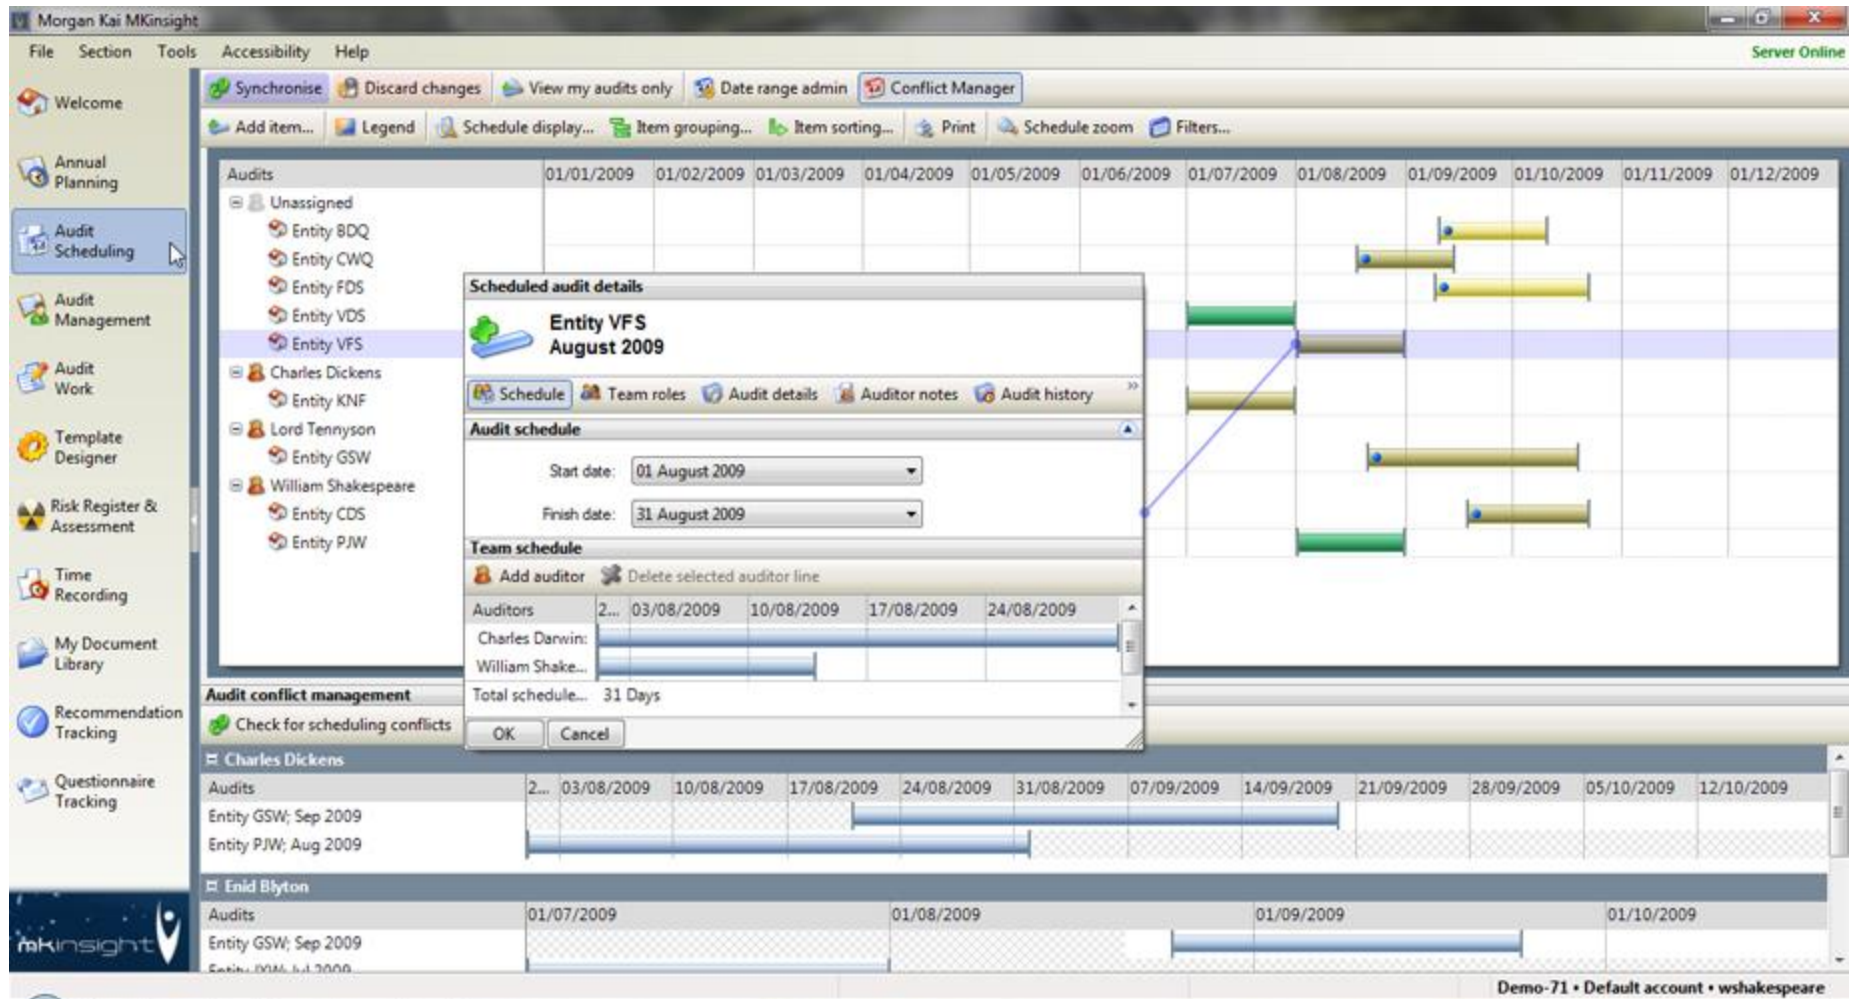 Morgan Kai MKinsight
File Section Tools Accessibility Help
Server Online
Welcome
Annual
Planning
Audit
Scheduling
Audit
Management
Audit
Work
Template
Designer
Risk Register &
Assessment
Time
Recording
My Document
Library
Recommendation
Tracking
Questionnaire
Tracking
mkinsight
Synchronise Discard changes View my audits only Date range admin Conflict Manager
Add item... Legend Schedule display... Item grouping... Item sorting... Print Schedule zoom Filters...
Audits 01/01/2009 01/02/2009 01/03/2009 01/04/2009 01/05/2009 01/06/2009 01/07/2009 01/08/2009 01/09/2009 01/10/2009 01/11/2009 01/12/2009
Unassigned
Entity BDQ
Entity CWQ
Entity FDS
Entity VDS
Entity VFS
Charles Dickens
Entity KNF
Lord Tennyson
Entity GSW
William Shakespeare
Entity CDS
Entity PJW
Scheduled audit details
Entity VFS
August 2009
Schedule Team roles Audit details Auditor notes Audit history »
Audit schedule
Start date: 01 August 2009
Finish date: 31 August 2009
Team schedule
Add auditor Delete selected auditor line
Auditors 2... 03/08/2009 10/08/2009 17/08/2009 24/08/2009
Charles Darwin:
William Shake...
Total schedule... 31 Days
OK Cancel
Audit conflict management
Check for scheduling conflicts
Charles Dickens
Audits 2... 03/08/2009 10/08/2009 17/08/2009 24/08/2009 31/08/2009 07/09/2009 14/09/2009 21/09/2009 28/09/2009 05/10/2009 12/10/2009
Entity GSW; Sep 2009
Entity PJW; Aug 2009
Enid Blyton
Audits 01/07/2009 01/08/2009 01/09/2009 01/10/2009
Entity GSW; Sep 2009
Demo-71 • Default account • wshakespeare